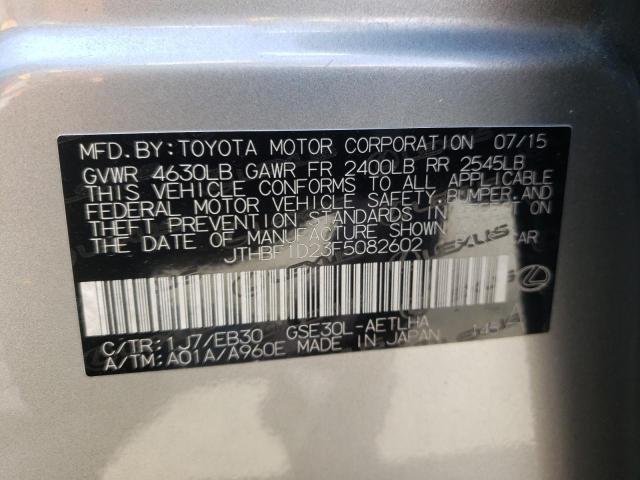 MFD.BY:TOYOTA MOTOR CORPORATION 07/15
GVWR 4630LB GAWR FR 2400LB RR 2545LB
THIS VEHICLE CONFORMS TO ALL APPLICABLE
FEDERAL MOTOR VEHICLE SAFETY,BUMPER,AND
THEFT PREVENTION STANDARDS IN EFFECT ON
THE DATE OF MANUFACTURE SHOWN
JTHBF1D23F5082602 CAR
LEXUS
C/TR:1J7/EB30 GSE30L-AETLHA
A/TM:A01A/A960E MADE IN JAPAN